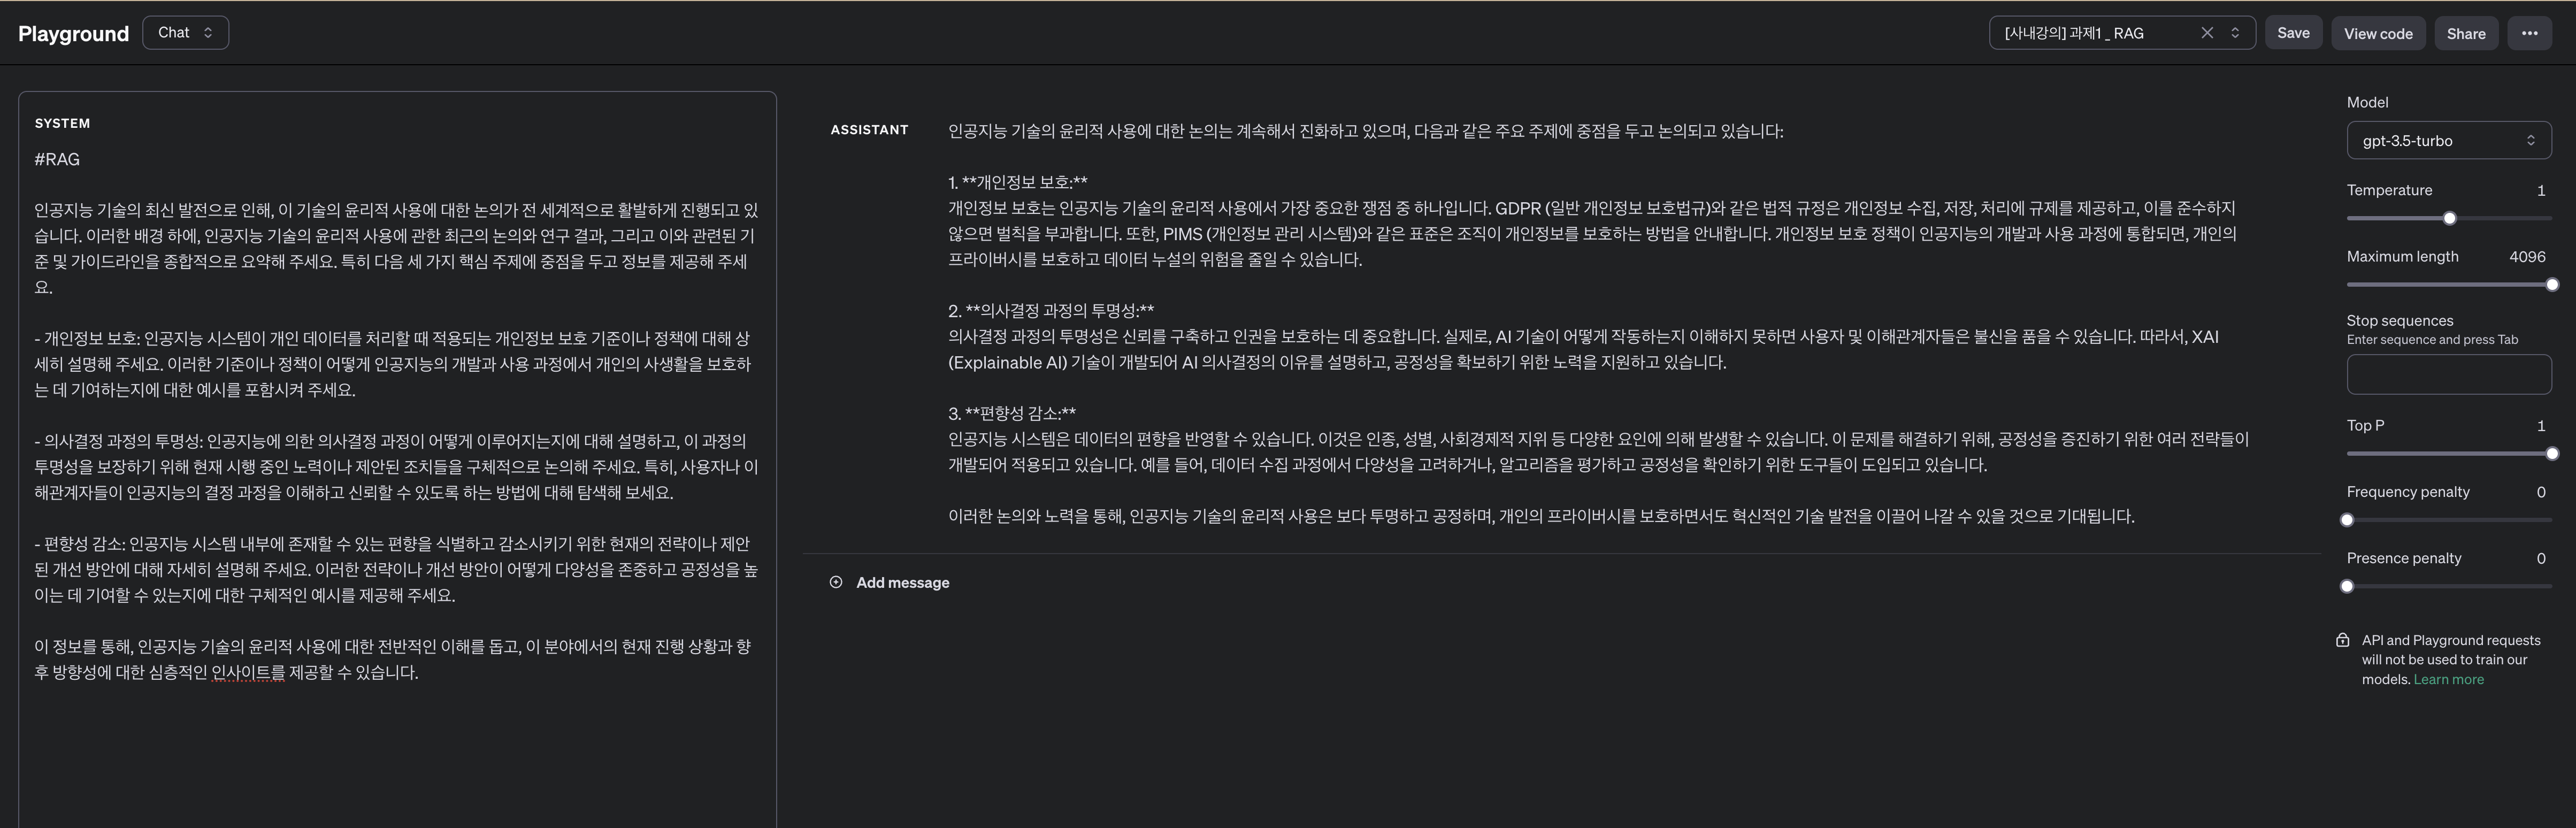 Playground
Chat
[사내강의] 과제1 _ RAG
Save
View code
Share
SYSTEM
#RAG
인공지능 기술의 최신 발전으로 인해, 이 기술의 윤리적 사용에 대한 논의가 전 세계적으로 활발하게 진행되고 있
습니다. 이러한 배경 하에, 인공지능 기술의 윤리적 사용에 관한 최근의 논의와 연구 결과, 그리고 이와 관련된 기
준 및 가이드라인을 종합적으로 요약해 주세요. 특히 다음 세 가지 핵심 주제에 중점을 두고 정보를 제공해 주세
요.
- 개인정보 보호: 인공지능 시스템이 개인 데이터를 처리할 때 적용되는 개인정보 보호 기준이나 정책에 대해 상
세히 설명해 주세요. 이러한 기준이나 정책이 어떻게 인공지능의 개발과 사용 과정에서 개인의 사생활을 보호하
는 데 기여하는지에 대한 예시를 포함시켜 주세요.
- 의사결정 과정의 투명성: 인공지능에 의한 의사결정 과정이 어떻게 이루어지는지에 대해 설명하고, 이 과정의
투명성을 보장하기 위해 현재 시행 중인 노력이나 제안된 조치들을 구체적으로 논의해 주세요. 특히, 사용자나 이
해관계자들이 인공지능의 결정 과정을 이해하고 신뢰할 수 있도록 하는 방법에 대해 탐색해 보세요.
- 편향성 감소: 인공지능 시스템 내부에 존재할 수 있는 편향을 식별하고 감소시키기 위한 현재의 전략이나 제안
된 개선 방안에 대해 자세히 설명해 주세요. 이러한 전략이나 개선 방안이 어떻게 다양성을 존중하고 공정성을 높
이는 데 기여할 수 있는지에 대한 구체적인 예시를 제공해 주세요.
이 정보를 통해, 인공지능 기술의 윤리적 사용에 대한 전반적인 이해를 돕고, 이 분야에서의 현재 진행 상황과 향
후 방향성에 대한 심층적인 인사이트를 제공할 수 있습니다.
ASSISTANT
인공지능 기술의 윤리적 사용에 대한 논의는 계속해서 진화하고 있으며, 다음과 같은 주요 주제에 중점을 두고 논의되고 있습니다:
1. **개인정보 보호:**
개인정보 보호는 인공지능 기술의 윤리적 사용에서 가장 중요한 쟁점 중 하나입니다. GDPR (일반 개인정보 보호법규)와 같은 법적 규정은 개인정보 수집, 저장, 처리에 규제를 제공하고, 이를 준수하지
않으면 벌칙을 부과합니다. 또한, PIMS (개인정보 관리 시스템)와 같은 표준은 조직이 개인정보를 보호하는 방법을 안내합니다. 개인정보 보호 정책이 인공지능의 개발과 사용 과정에 통합되면, 개인의
프라이버시를 보호하고 데이터 누설의 위험을 줄일 수 있습니다.
2. **의사결정 과정의 투명성:**
의사결정 과정의 투명성은 신뢰를 구축하고 인권을 보호하는 데 중요합니다. 실제로, AI 기술이 어떻게 작동하는지 이해하지 못하면 사용자 및 이해관계자들은 불신을 품을 수 있습니다. 따라서, XAI
(Explainable AI) 기술이 개발되어 AI 의사결정의 이유를 설명하고, 공정성을 확보하기 위한 노력을 지원하고 있습니다.
3. **편향성 감소:**
인공지능 시스템은 데이터의 편향을 반영할 수 있습니다. 이것은 인종, 성별, 사회경제적 지위 등 다양한 요인에 의해 발생할 수 있습니다. 이 문제를 해결하기 위해, 공정성을 증진하기 위한 여러 전략들이
개발되어 적용되고 있습니다. 예를 들어, 데이터 수집 과정에서 다양성을 고려하거나, 알고리즘을 평가하고 공정성을 확인하기 위한 도구들이 도입되고 있습니다.
이러한 논의와 노력을 통해, 인공지능 기술의 윤리적 사용은 보다 투명하고 공정하며, 개인의 프라이버시를 보호하면서도 혁신적인 기술 발전을 이끌어 나갈 수 있을 것으로 기대됩니다.
Add message
Model
gpt-3.5-turbo
Temperature 1
Maximum length 4096
Stop sequences
Enter sequence and press Tab
Top P 1
Frequency penalty 0
Presence penalty 0
API and Playground requests
will not be used to train our
models. Learn more